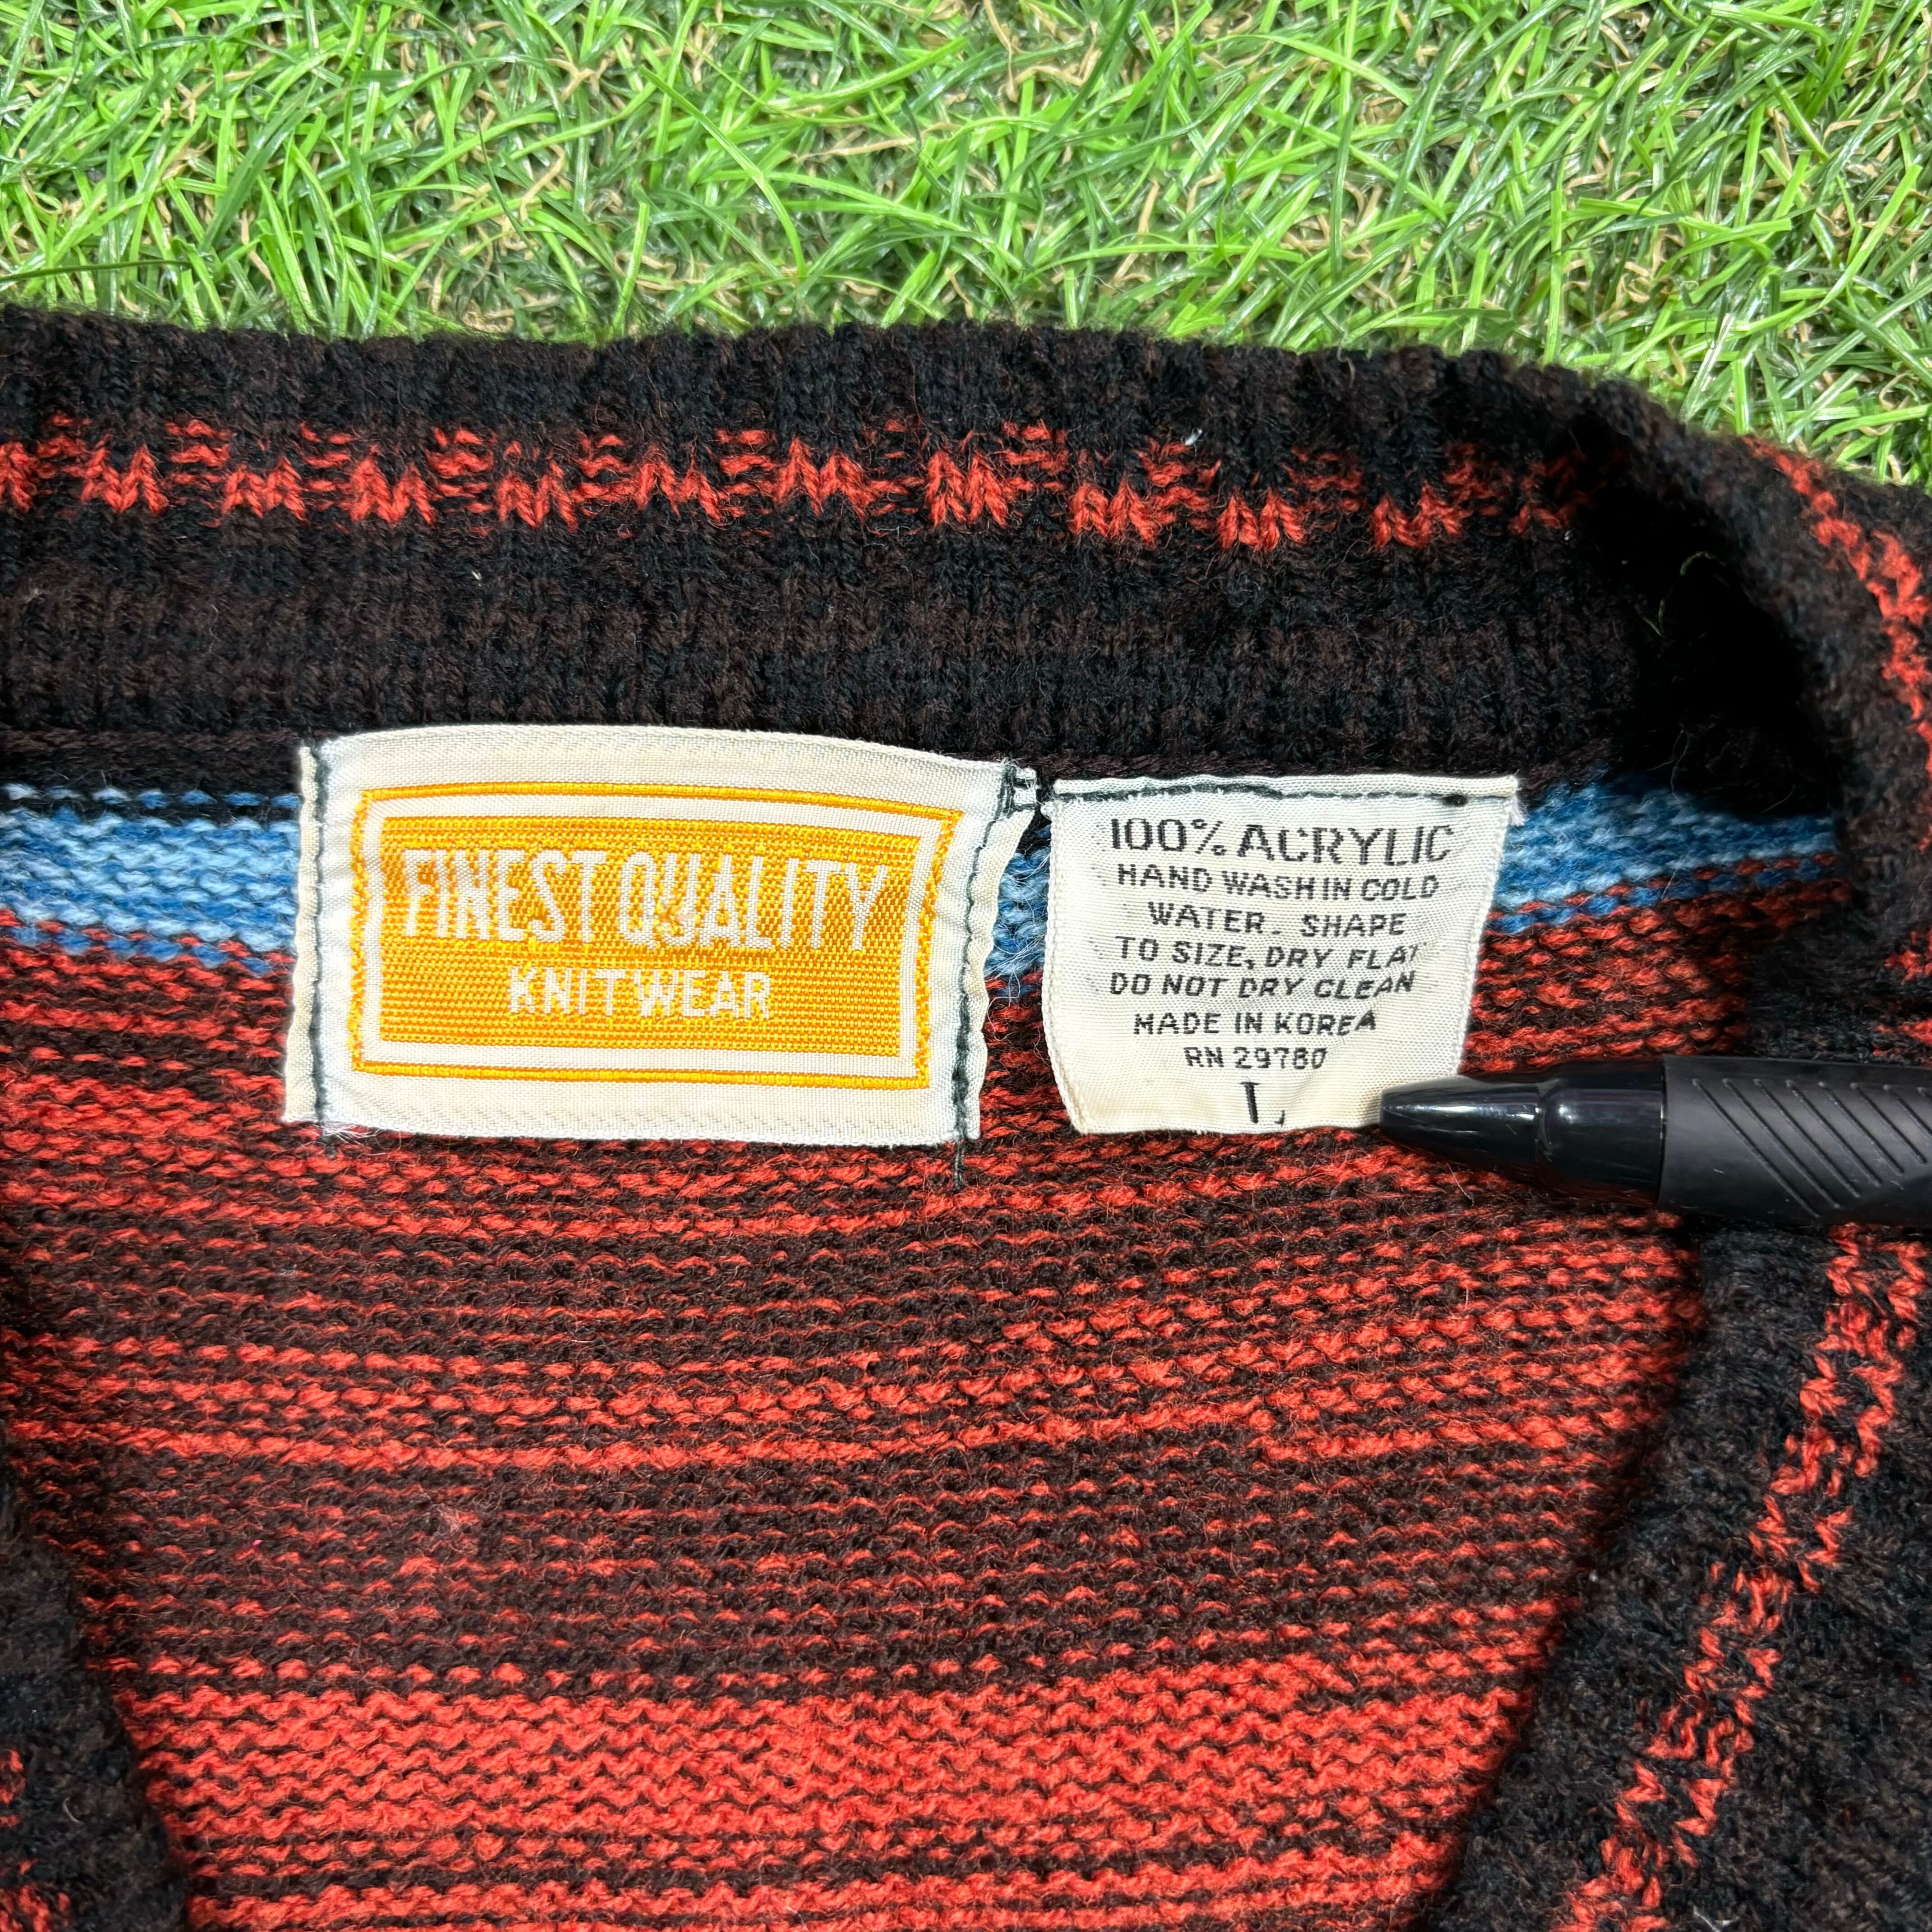 FINEST QUALITY
KNITWEAR
100% ACRYLIC
HAND WASH IN COLD
WATER. SHAPE
TO SIZE, DRY FLAT
DO NOT DRY CLEAN
MADE IN KOREA
RN 29780
L